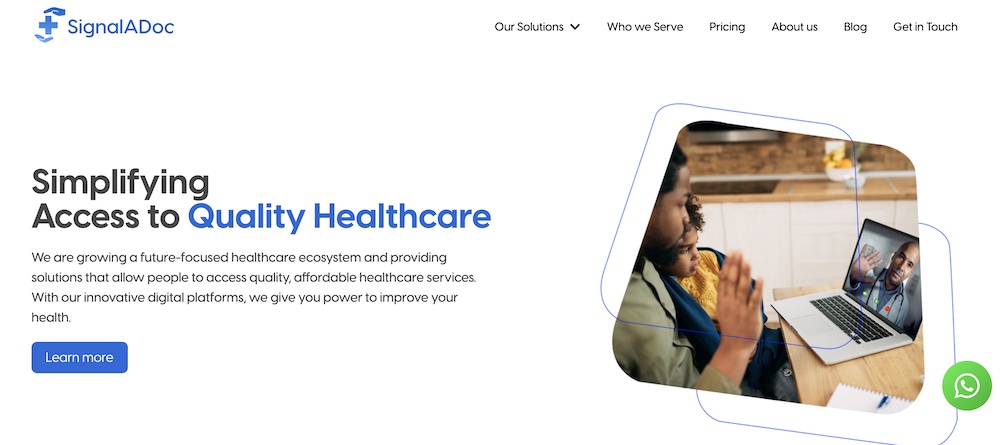 SignalADoc
Our Solutions
Who we Serve
Pricing
About us
Blog
Get in Touch
Simplifying
Access to Quality Healthcare
We are growing a future-focused healthcare ecosystem and providing
solutions that allow people to access quality, affordable healthcare services.
With our innovative digital platforms, we give you power to improve your
health.
Learn more